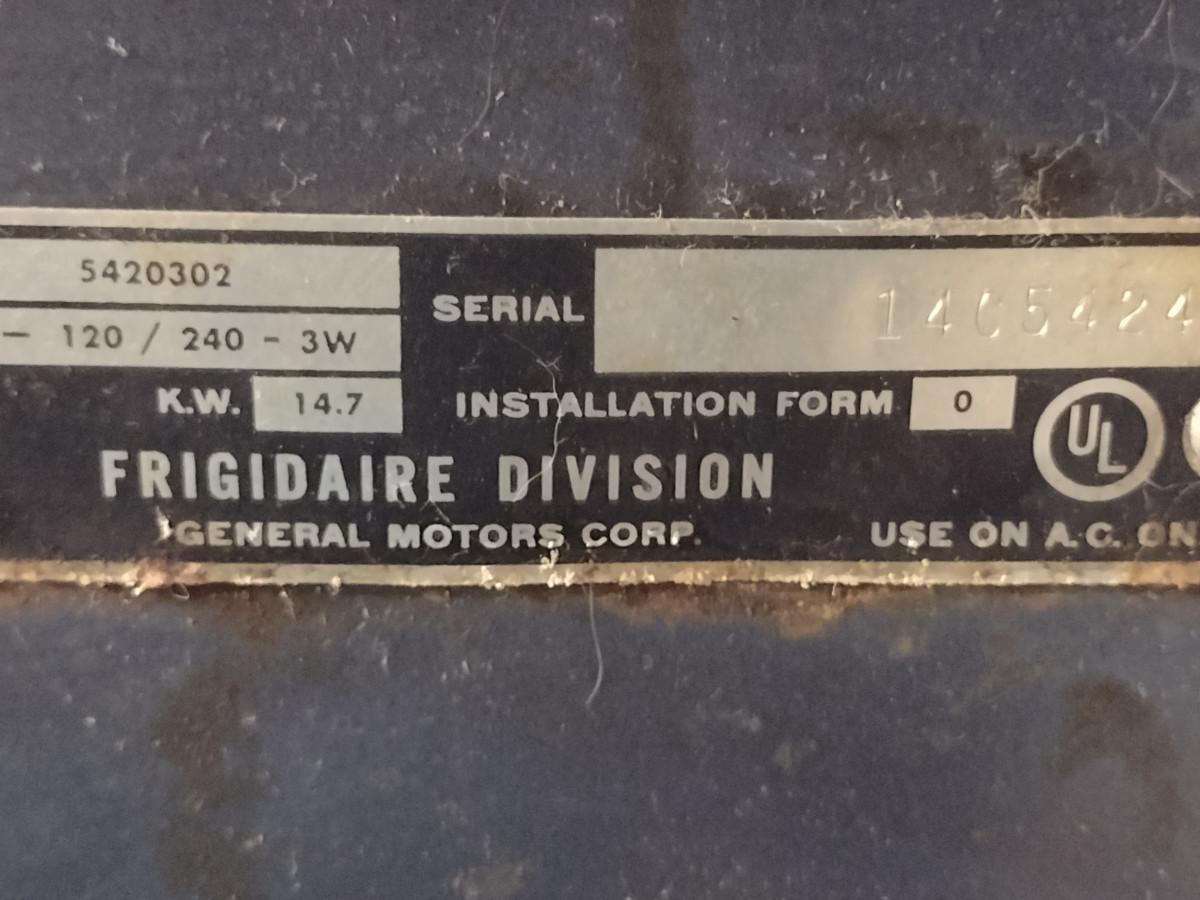 5420302
SERIAL 14C5424
— 120 / 240 - 3W
K.W. 14.7 INSTALLATION FORM 0
UL
FRIGIDAIRE DIVISION
GENERAL MOTORS CORP. USE ON A.C. ON